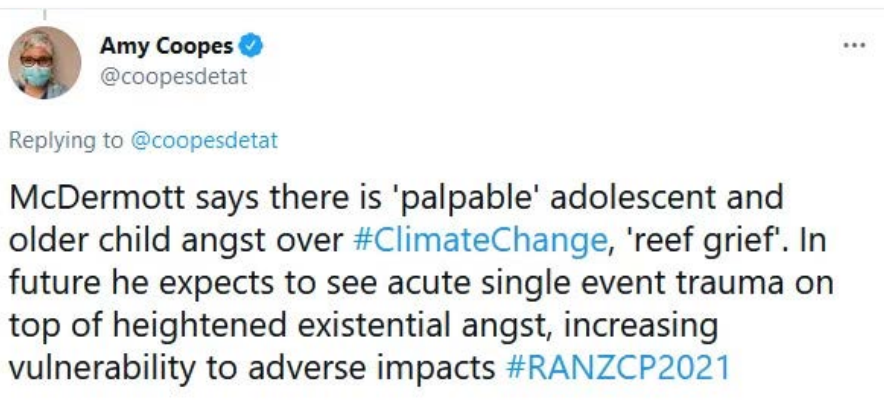 Amy Coopes
@coopesdetat
Replying to @coopesdetat
McDermott says there is 'palpable' adolescent and
older child angst over #ClimateChange, 'reef grief'. In
future he expects to see acute single event trauma on
top of heightened existential angst, increasing
vulnerability to adverse impacts #RANZCP2021